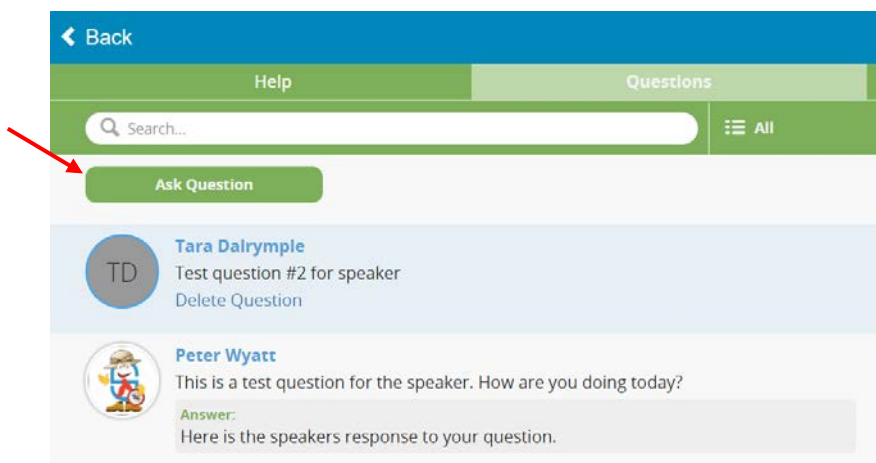 Back
Help
Questions
Search...
All
Ask Question
TD
Tara Dalrymple
Test question #2 for speaker
Delete Question
Peter Wyatt
This is a test question for the speaker. How are you doing today?
Answer:
Here is the speakers response to your question.